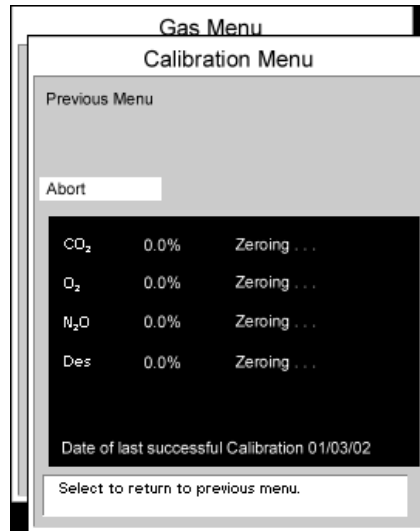 Gas Menu
Calibration Menu
Previous Menu
Abort
CO₂ 0.0% Zeroing . . .
O₂ 0.0% Zeroing . . .
N₂O 0.0% Zeroing . . .
Des 0.0% Zeroing . . .
Date of last successful Calibration 01/03/02
Select to return to previous menu.